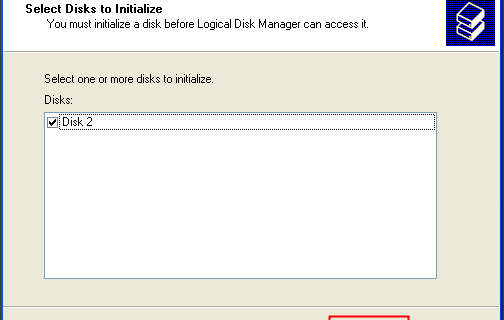 Select Disks to Initialize
You must initialize a disk before Logical Disk Manager can access it.
Select one or more disks to initialize.
Disks:
Disk 2